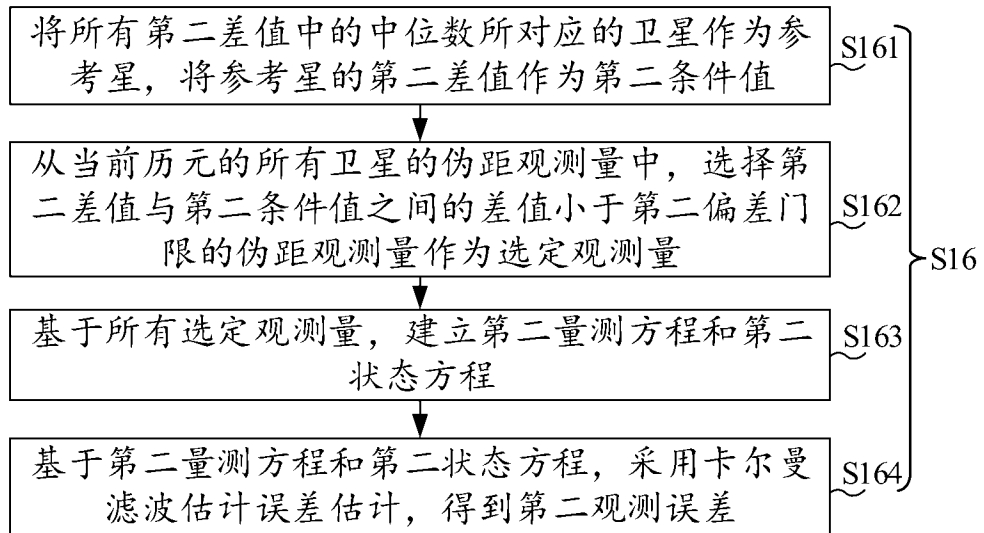 将所有第二差值中的中位数所对应的卫星作为参
考星，将参考星的第二差值作为第二条件值
S161
从当前历元的所有卫星的伪距观测量中，选择第
二差值与第二条件值之间的差值小于第二偏差门
限的伪距观测量作为选定观测量
S162
S16
基于所有选定观测量，建立第二量测方程和第二
状态方程
S163
基于第二量测方程和第二状态方程，采用卡尔曼
滤波估计误差估计，得到第二观测误差
S164